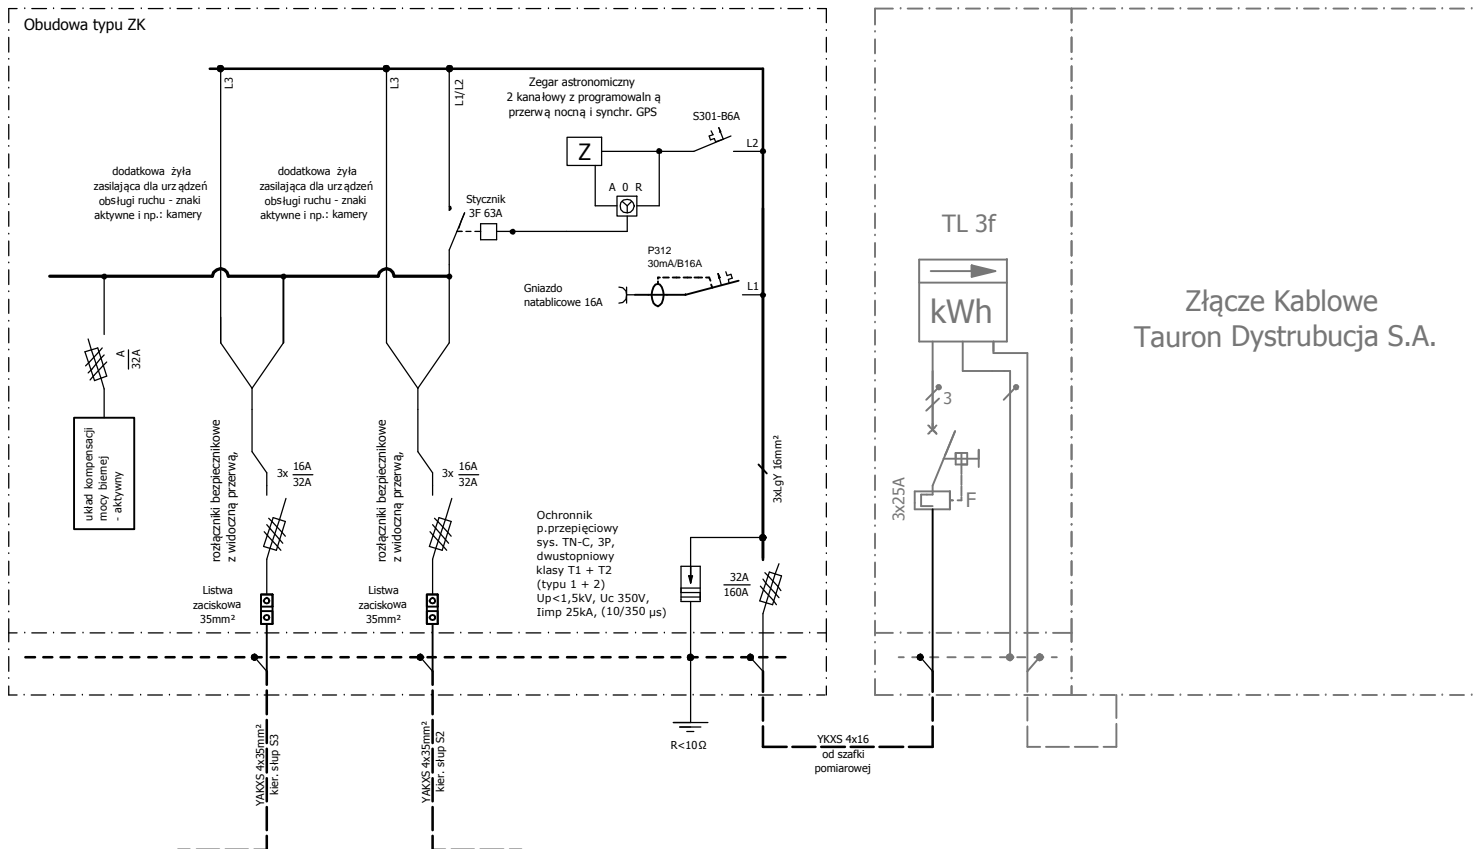 Obudowa typu ZK
L3
L3
L1/L2
Zegar astronomiczny
2 kanałowy z programowaln ą
przerwą nocną i synchr. GPS
S301-B6A
L2
Z
A 0 R
dodatkowa żyła
zasilająca dla urządzeń
obsługi ruchu - znaki
aktywne i np.: kamery
dodatkowa żyła
zasilająca dla urządzeń
obsługi ruchu - znaki
aktywne i np.: kamery
Stycznik
3F 63A
P312
30mA/B16A
Gniazdo
natablicowe 16A
L1
A
32A
układ kompensacji
mocy biernej
- aktywny
rozłączniki bezpiecznikowe
z widoczną przerwą,
3x 16A
32A
rozłączniki bezpiecznikowe
z widoczną przerwą,
3x 16A
32A
3xLgY 16mm²
Ochronnik
p.przepięciowy
sys. TN-C, 3P,
dwustopniowy
klasy T1 + T2
(typu 1 + 2)
Up<1,5kV, Uc 350V,
Iimp 25kA, (10/350 µs)
32A
160A
Listwa
zaciskowa
35mm²
Listwa
zaciskowa
35mm²
YAKXS 4x35mm²
kier. słup S3
YAKXS 4x35mm²
kier. słup S2
R<10Ω
YKXS 4x16
od szafki
pomiarowej
TL 3f
kWh
3
3x25A
F
Złącze Kablowe
Tauron Dystrubucja S.A.